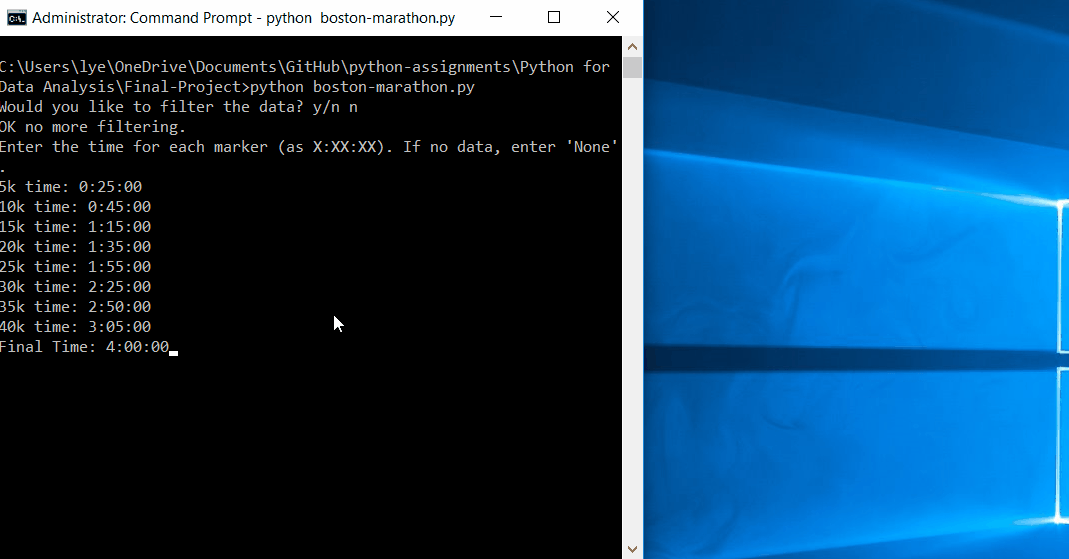 Administrator: Command Prompt - python  boston-marathon.py
C:\Users\lye\OneDrive\Documents\GitHub\python-assignments\Python for
Data Analysis\Final-Project>python boston-marathon.py
Would you like to filter the data? y/n n
OK no more filtering.
Enter the time for each marker (as X:XX:XX). If no data, enter 'None'
.
5k time: 0:25:00
10k time: 0:45:00
15k time: 1:15:00
20k time: 1:35:00
25k time: 1:55:00
30k time: 2:25:00
35k time: 2:50:00
40k time: 3:05:00
Final Time: 4:00:00